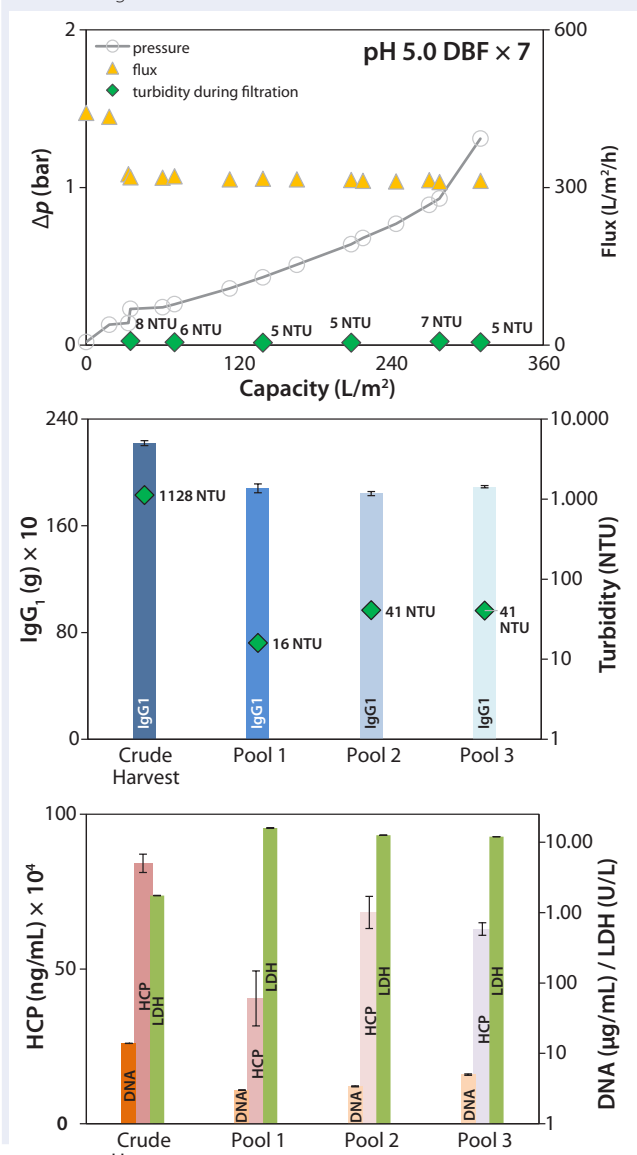 2
600
pH 5.0 DBF × 7
pressure
flux
turbidity during filtration
Δp (bar)
1
300
Flux (L/m²/h)
8 NTU
6 NTU
5 NTU
5 NTU
7 NTU
5 NTU
0
0
0
120
240
360
Capacity (L/m²)
240
10.000
1128 NTU
1.000
160
IgG₁ (g) × 10
100
Turbidity (NTU)
41 NTU
41
NTU
80
16 NTU
10
IgG1
IgG1
IgG1
IgG1
0
1
Crude
Harvest
Pool 1
Pool 2
Pool 3
100
10.00
HCP (ng/mL) × 10⁴
1.00
DNA (µg/mL) / LDH (U/L)
50
100
10
DNA
HCP
LDH
DNA
HCP
LDH
DNA
HCP
LDH
DNA
HCP
LDH
0
1
Crude
Pool 1
Pool 2
Pool 3